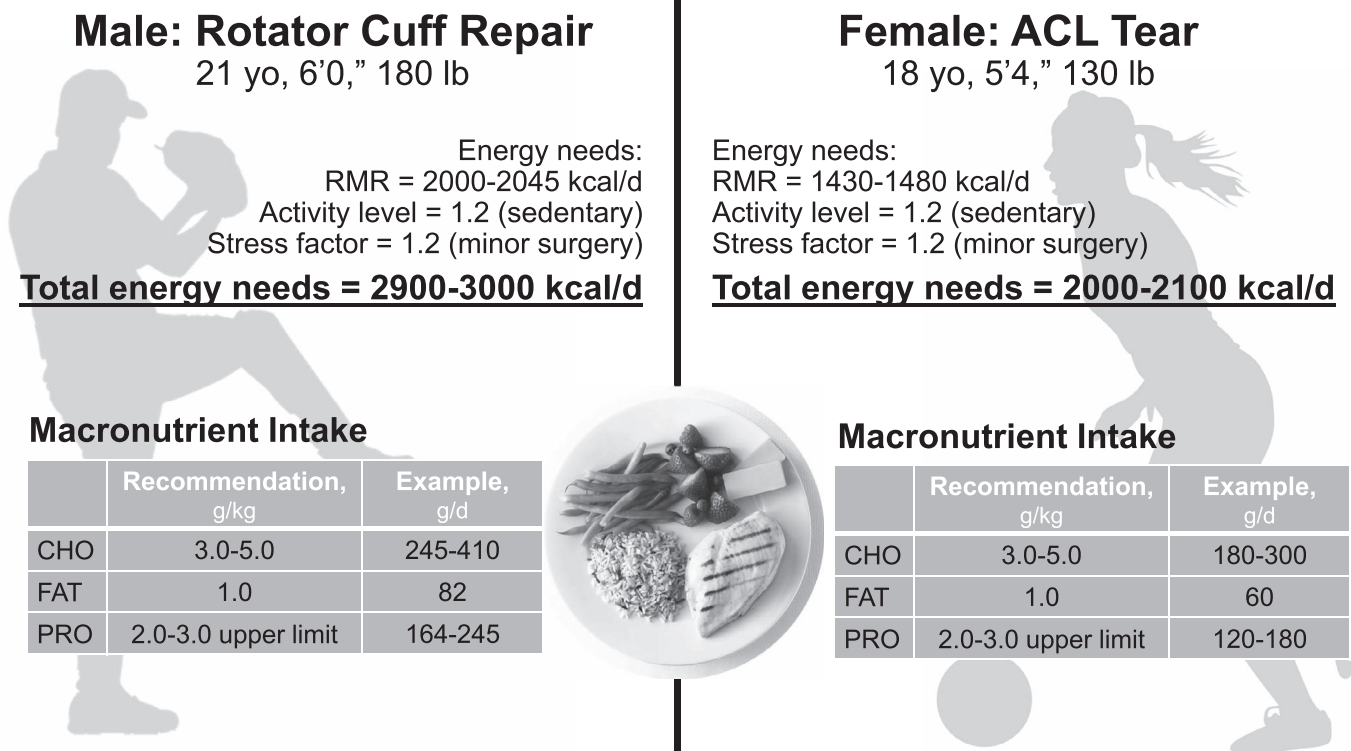 Male: Rotator Cuff Repair
21 yo, 6’0,” 180 lb
Energy needs:
RMR = 2000-2045 kcal/d
Activity level = 1.2 (sedentary)
Stress factor = 1.2 (minor surgery)
Total energy needs = 2900-3000 kcal/d
Macronutrient Intake
Recommendation, Example,
g/kg g/d
CHO 3.0-5.0 245-410
FAT 1.0 82
PRO 2.0-3.0 upper limit 164-245
Female: ACL Tear
18 yo, 5’4,” 130 lb
Energy needs:
RMR = 1430-1480 kcal/d
Activity level = 1.2 (sedentary)
Stress factor = 1.2 (minor surgery)
Total energy needs = 2000-2100 kcal/d
Macronutrient Intake
Recommendation, Example,
g/kg g/d
CHO 3.0-5.0 180-300
FAT 1.0 60
PRO 2.0-3.0 upper limit 120-180